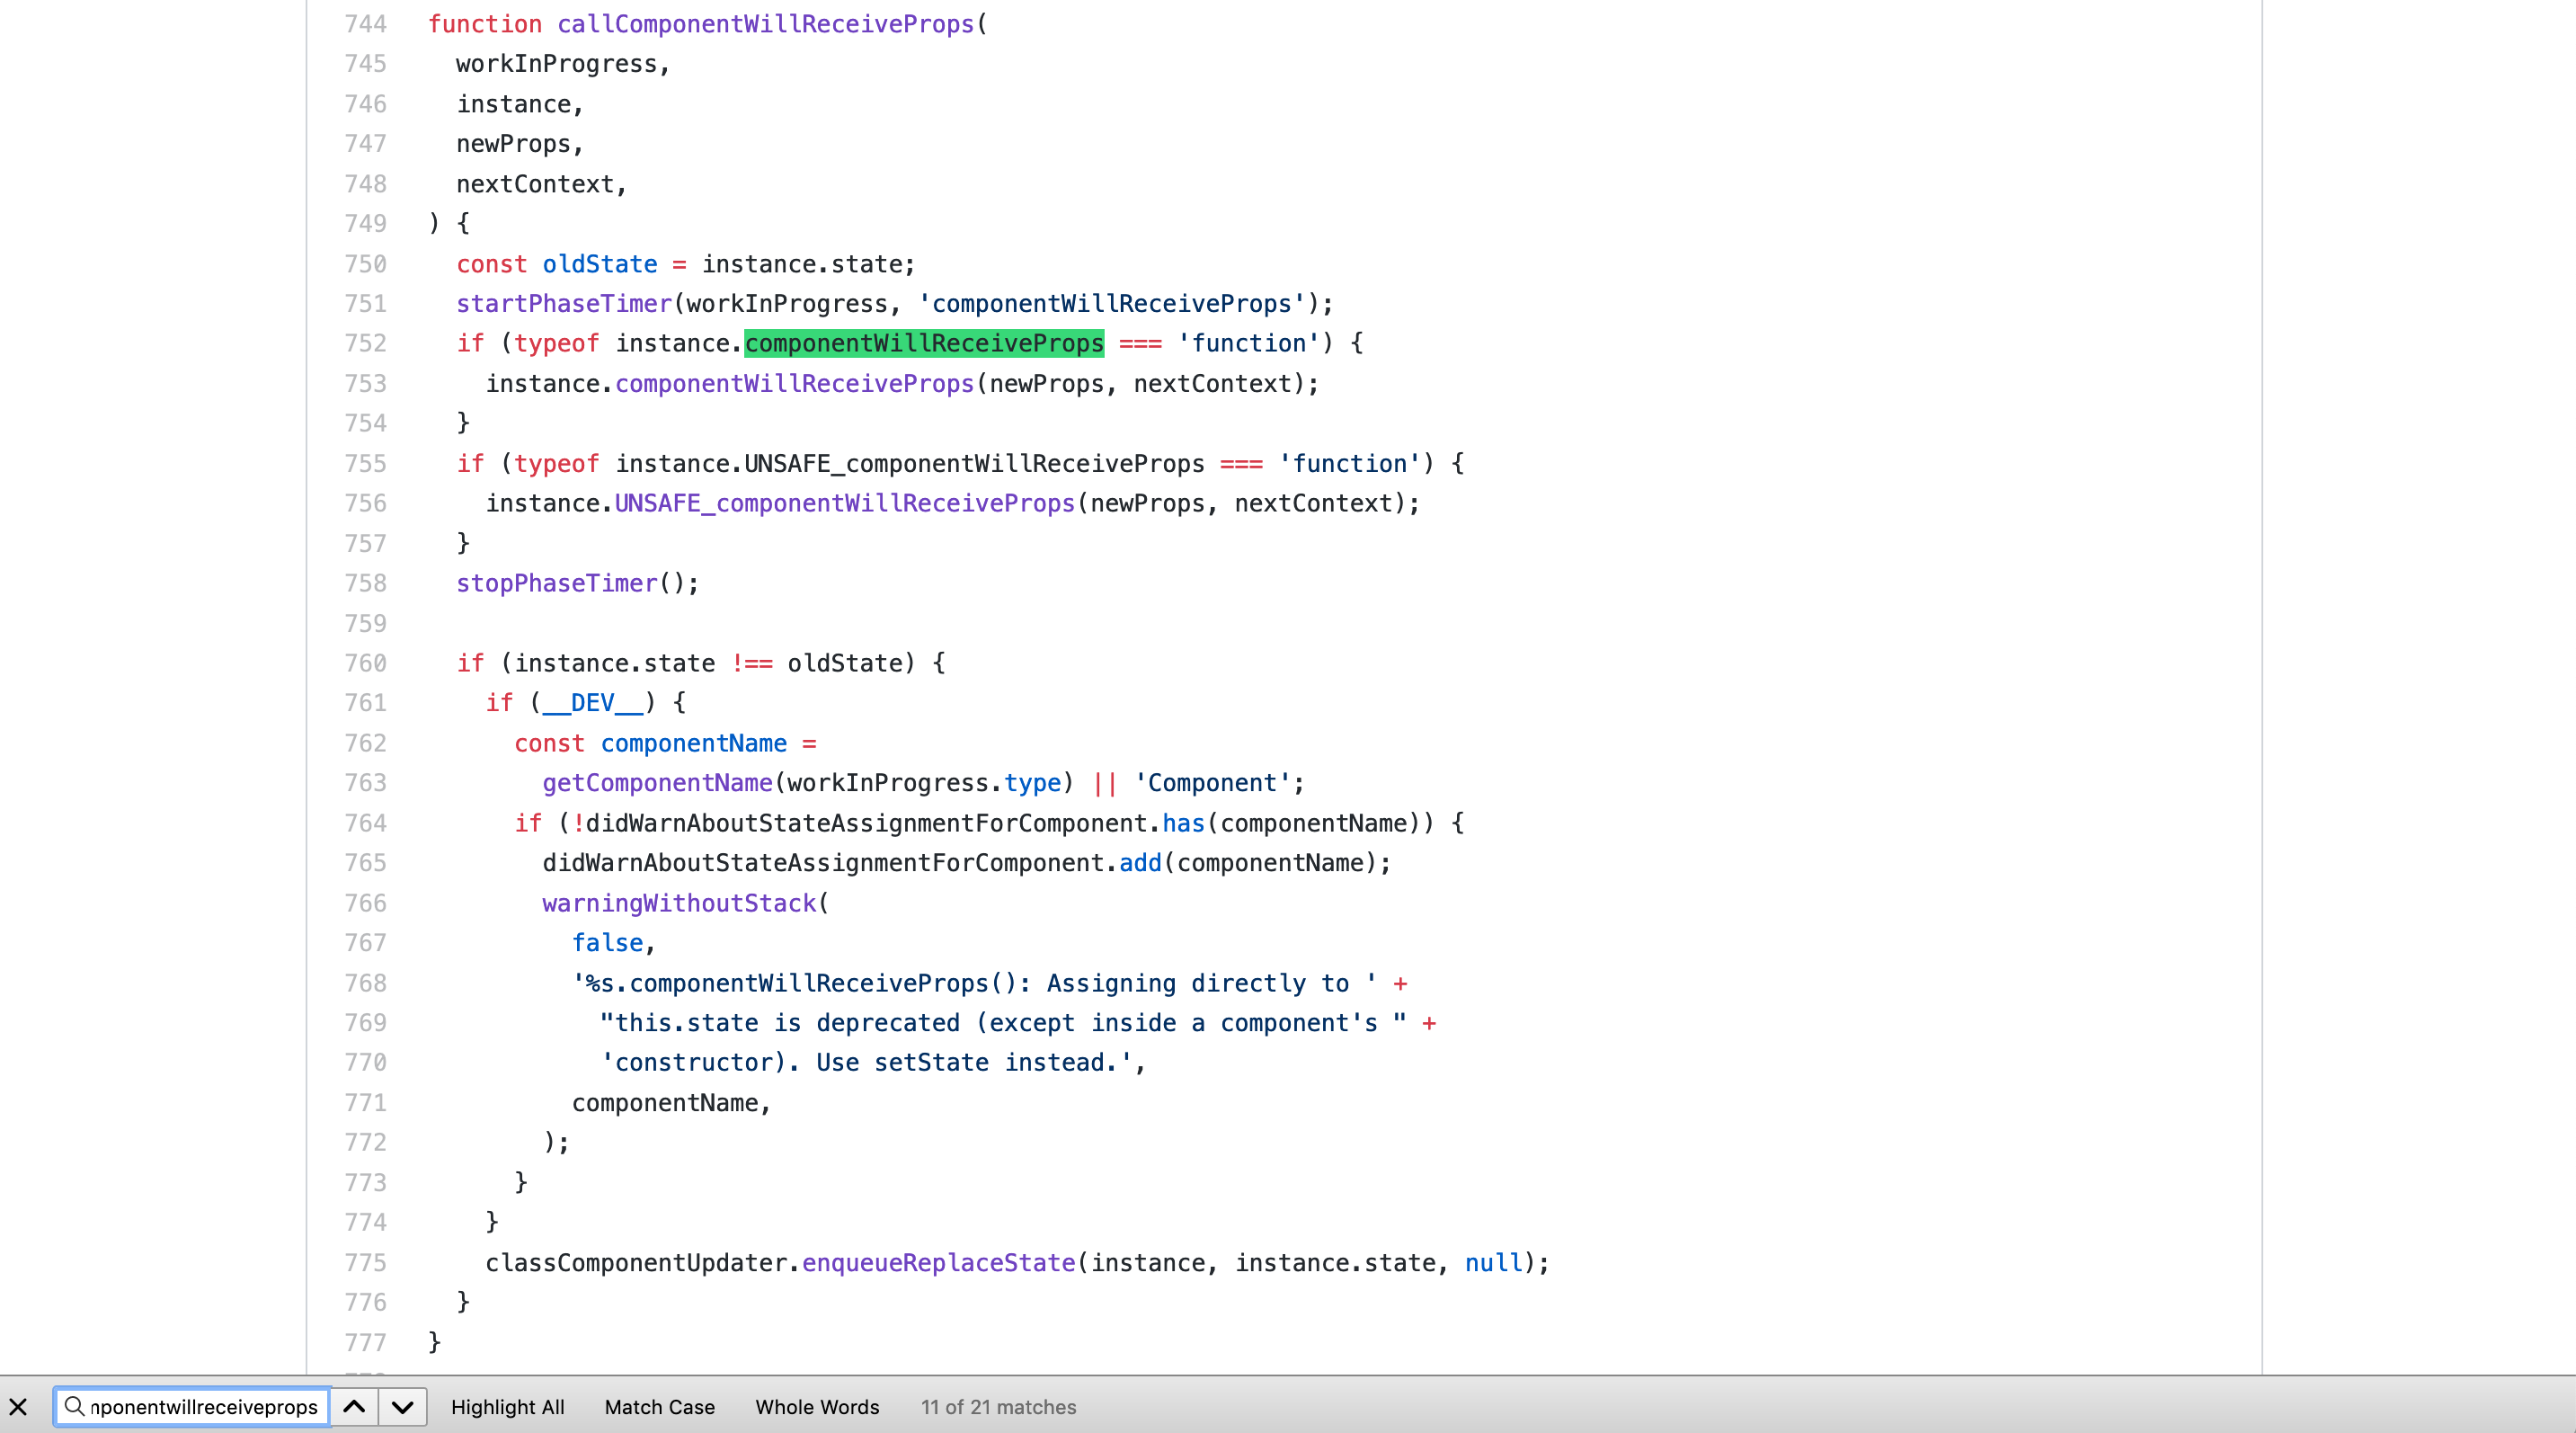 744 function callComponentWillReceiveProps(
745 workInProgress,
746 instance,
747 newProps,
748 nextContext,
749 ) {
750 const oldState = instance.state;
751 startPhaseTimer(workInProgress, 'componentWillReceiveProps');
752 if (typeof instance.componentWillReceiveProps === 'function') {
753 instance.componentWillReceiveProps(newProps, nextContext);
754 }
755 if (typeof instance.UNSAFE_componentWillReceiveProps === 'function') {
756 instance.UNSAFE_componentWillReceiveProps(newProps, nextContext);
757 }
758 stopPhaseTimer();
759
760 if (instance.state !== oldState) {
761 if (__DEV__) {
762 const componentName =
763 getComponentName(workInProgress.type) || 'Component';
764 if (!didWarnAboutStateAssignmentForComponent.has(componentName)) {
765 didWarnAboutStateAssignmentForComponent.add(componentName);
766 warningWithoutStack(
767 false,
768 '%s.componentWillReceiveProps(): Assigning directly to ' +
769 "this.state is deprecated (except inside a component's " +
770 'constructor). Use setState instead.',
771 componentName,
772 );
773 }
774 }
775 classComponentUpdater.enqueueReplaceState(instance, instance.state, null);
776 }
777 }
nponentwillreceiveprops Highlight All Match Case Whole Words 11 of 21 matches